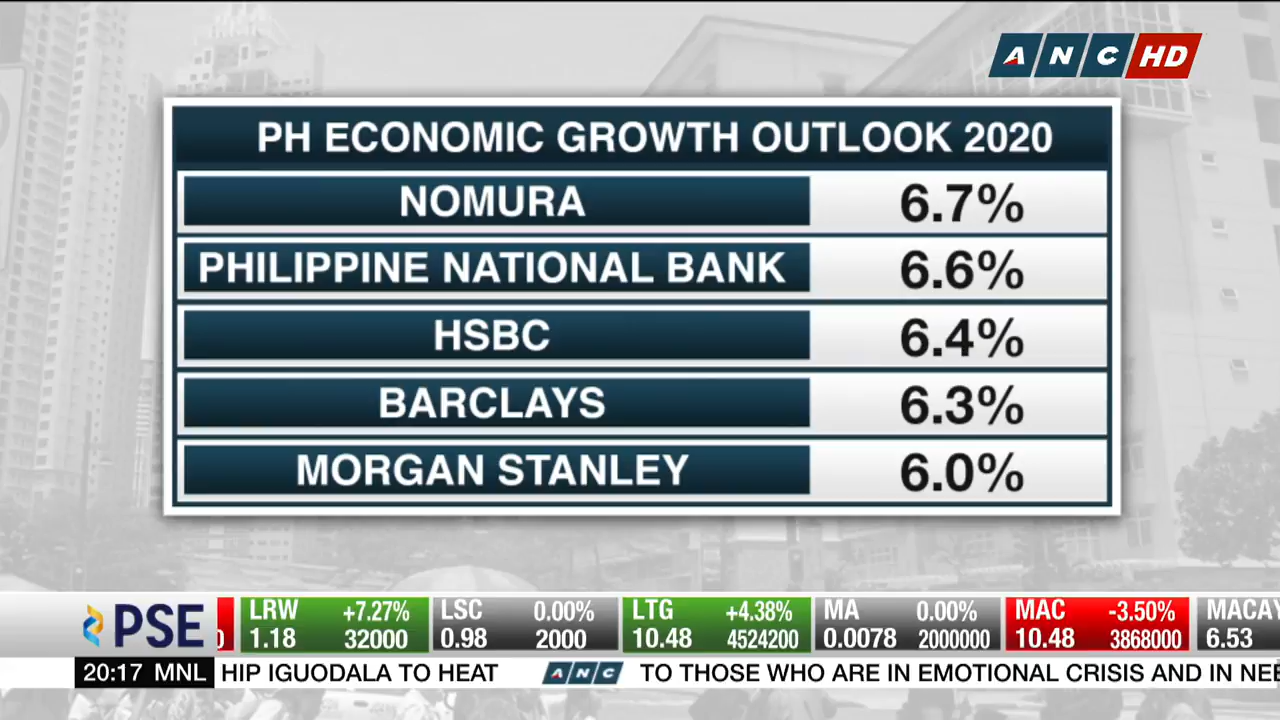 ANC HD
PH ECONOMIC GROWTH OUTLOOK 2020
NOMURA 6.7%
PHILIPPINE NATIONAL BANK 6.6%
HSBC 6.4%
BARCLAYS 6.3%
MORGAN STANLEY 6.0%
PSE 0 LRW +7.27% LSC 0.00% LTG +4.38% MA 0.00% MAC -3.50% MACAY
1.18 32000 0.98 2000 10.48 4524200 0.0078 2000000 10.48 3868000 6.53
20:17 MNL HIP IGUODALA TO HEAT ANC TO THOSE WHO ARE IN EMOTIONAL CRISIS AND IN NEE